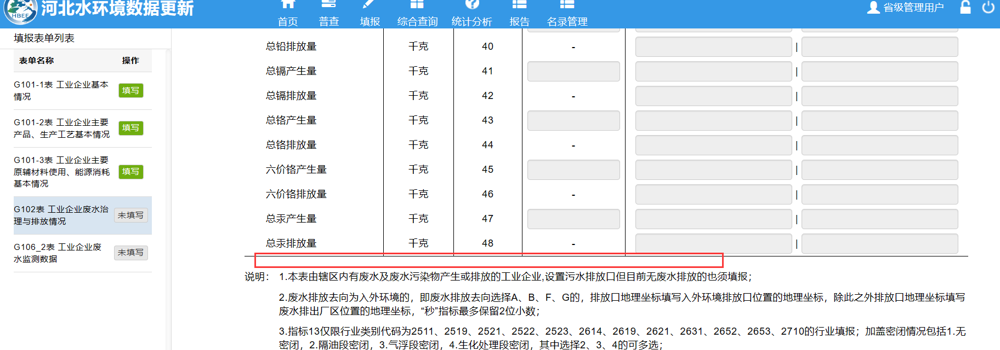 HBEE
河北水环境数据更新
首页 普查 填报 综合查询 统计分析 报告 名录管理
省级管理用户
填报表单列表
表单名称 操作
G101-1表 工业企业基本
情况
填写
G101-2表 工业企业主要
产品、生产工艺基本情况
填写
G101-3表 工业企业主要
原辅材料使用、能源消耗
基本情况
填写
G102表 工业企业废水治
理与排放情况
未填写
G106_2表 工业企业废
水监测数据
未填写
总铅排放量 千克 40 - |
总镉产生量 千克 41 |
总镉排放量 千克 42 - |
总铬产生量 千克 43 |
总铬排放量 千克 44 - |
六价铬产生量 千克 45 |
六价铬排放量 千克 46 - |
总汞产生量 千克 47 |
总汞排放量 千克 48 - |
说明： 1.本表由辖区内有废水及废水污染物产生或排放的工业企业,设置污水排放口但目前无废水排放的也须填报；
2.废水排放去向为入外环境的，即废水排放去向选择A、B、F、G的，排放口地理坐标填写入外环境排放口位置的地理坐标，除此之外排放口地理坐标填写
废水排出厂区位置的地理坐标，“秒”指标最多保留2位小数；
3.指标13仅限行业类别代码为2511、2519、2521、2522、2523、2614、2619、2621、2631、2652、2653、2710的行业填报；加盖密闭情况包括1.无
密闭，2.隔油段密闭，3.气浮段密闭，4.生化处理段密闭，其中选择2、3、4的可多选；